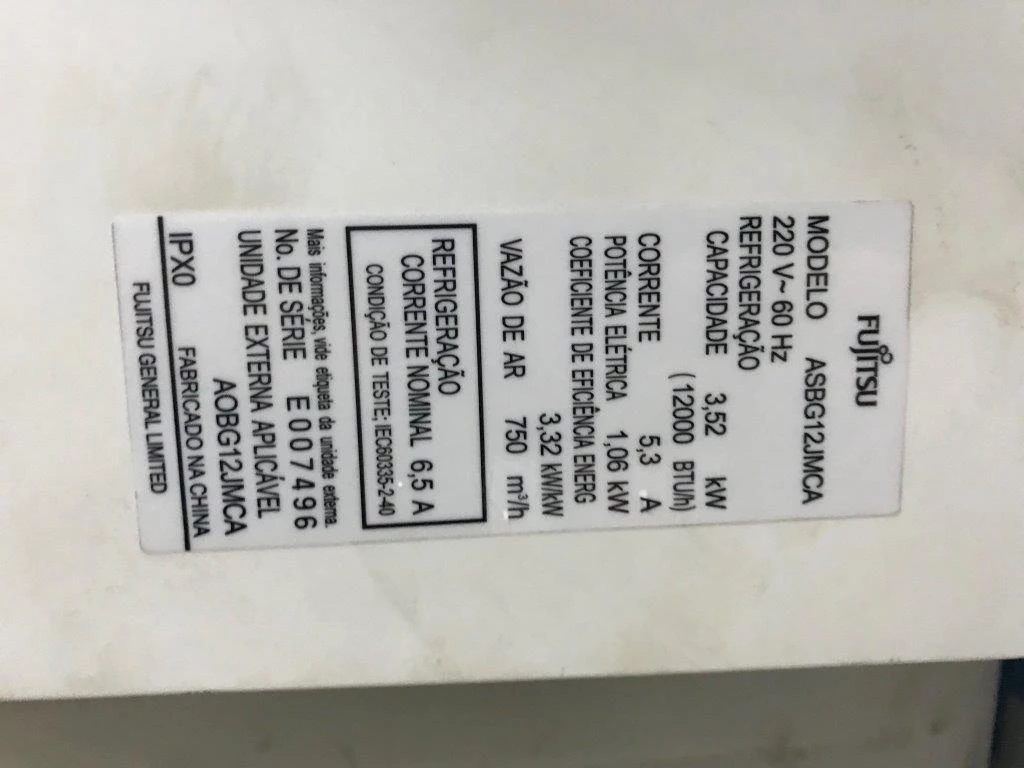 FUJITSU
MODELO ASBG12JMCA
220 V~ 60 Hz
REFRIGERAÇÃO
CAPACIDADE 3,52 kW
(12000 BTU/h)
CORRENTE 5,3 A
POTÊNCIA ELÉTRICA 1,06 kW
COEFICIENTE DE EFICIÊNCIA ENERG
3,32 kW/kW
VAZÃO DE AR 750 m³/h
REFRIGERAÇÃO
CORRENTE NOMINAL 6,5 A
CONDIÇÃO DE TESTE; IEC60335-2-40
Mais informações, vide etiqueta da unidade externa.
No. DE SÉRIE E007496
UNIDADE EXTERNA APLICÁVEL
AOBG12JMCA
IPX0 FABRICADO NA CHINA
FUJITSU GENERAL LIMITED